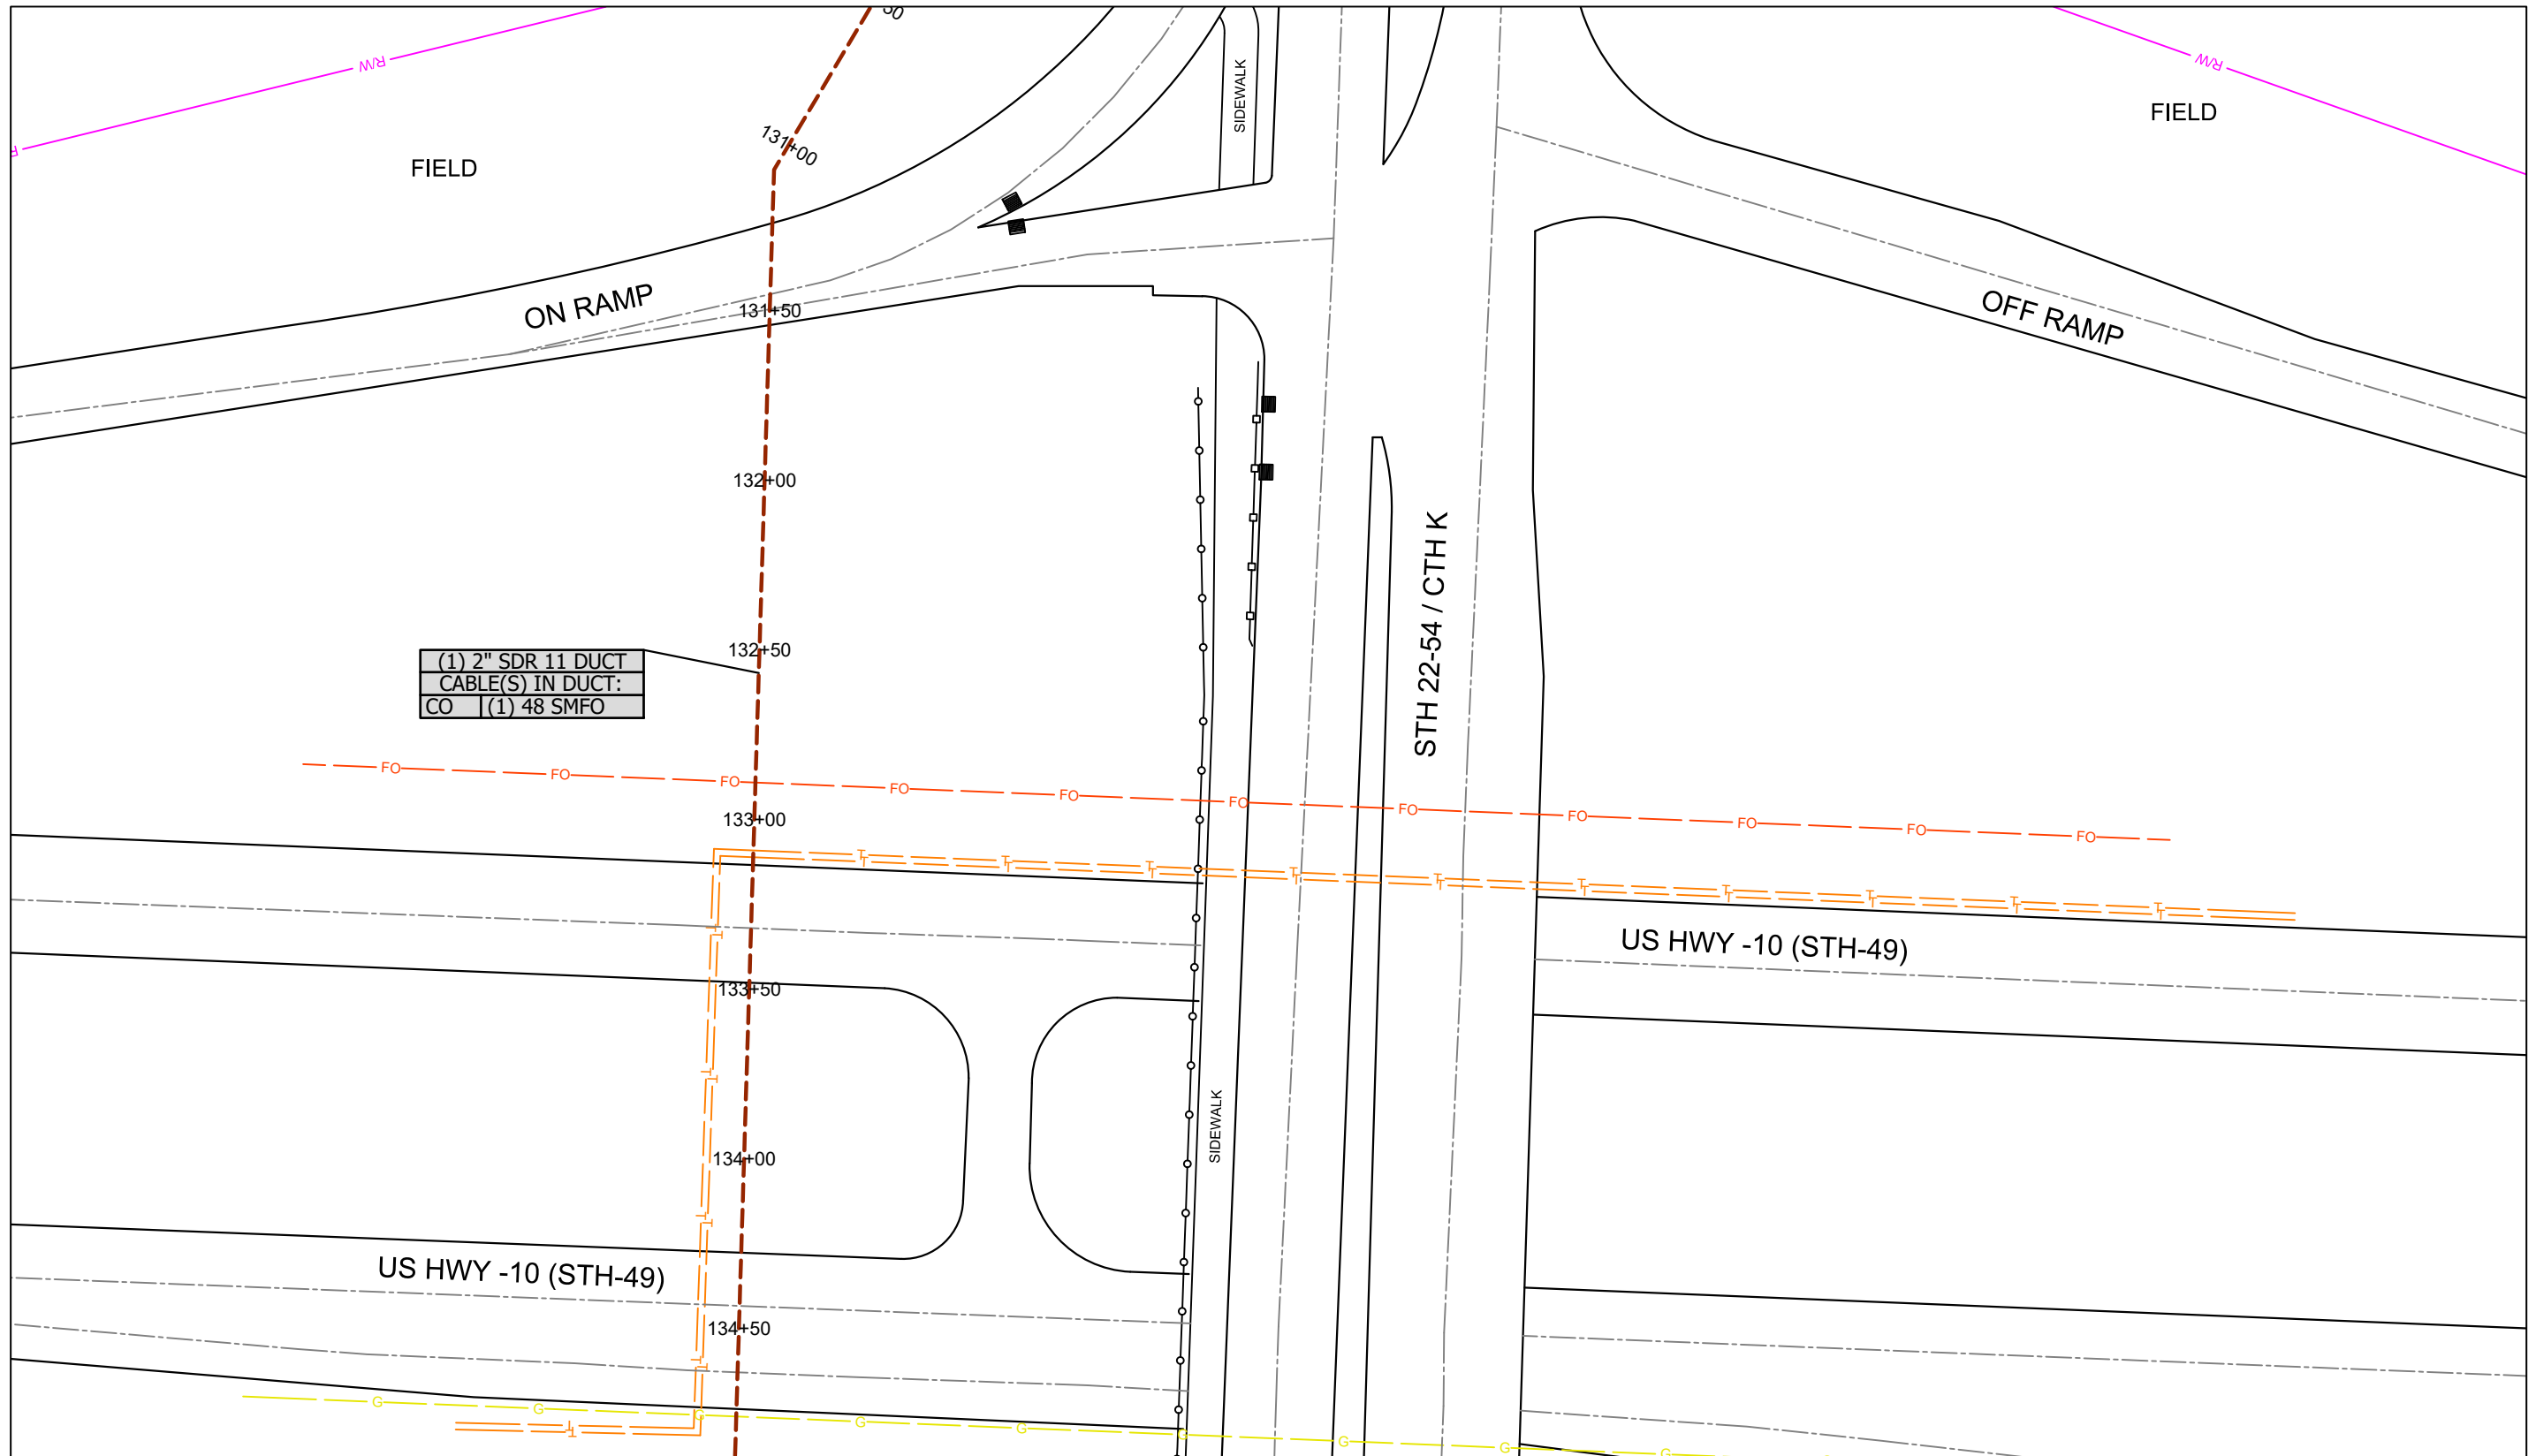 50
R/W
R/W
SIDEWALK
131+00
FIELD
FIELD
R
ON RAMP
131+50
OFF RAMP
132+00
STH 22-54 / CTH K
132+50
(1) 2" SDR 11 DUCT
CABLE(S) IN DUCT:
CO (1) 48 SMFO
FO FO FO FO FO FO FO FO FO FO FO
133+00
T T T T T T T T T T
T T T T T T T T T T
US HWY -10 (STH-49)
T T
133+50
T T
SIDEWALK
134+00
T T
US HWY -10 (STH-49)
134+50
T T
G G G G G G G G G
T T